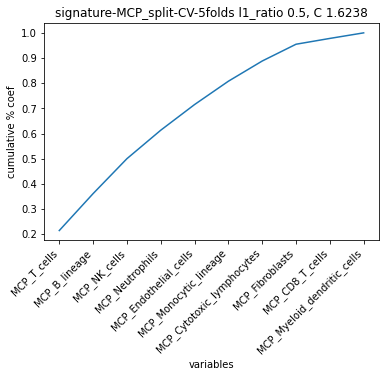 signature-MCP_split-CV-5folds l1_ratio 0.5, C 1.6238
1.0
0.9
0.8
0.7
0.6
0.5
0.4
0.3
0.2
cumulative % coef
MCP_T_cells
MCP_B_lineage
MCP_NK_cells
MCP_Neutrophils
MCP_Endothelial_cells
MCP_Monocytic_lineage
MCP_Cytotoxic_lymphocytes
MCP_Fibroblasts
MCP_CD8_T_cells
MCP_Myeloid_dendritic_cells
variables